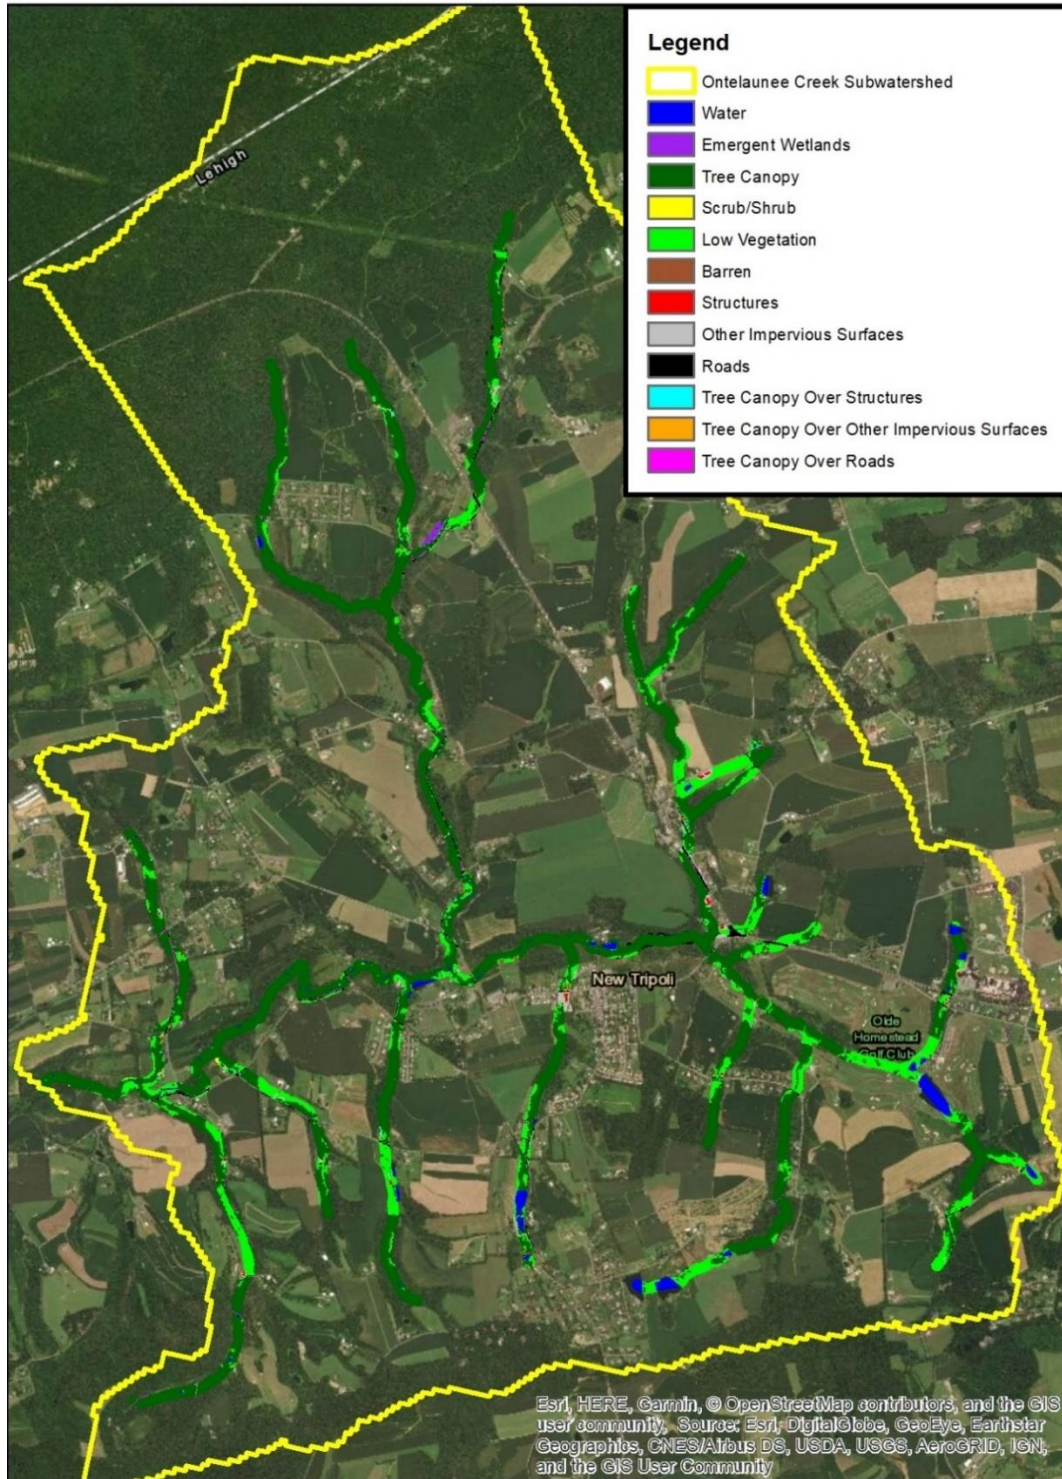 Legend
Ontelaunee Creek Subwatershed
Water
Emergent Wetlands
Tree Canopy
Scrub/Shrub
Low Vegetation
Barren
Structures
Other Impervious Surfaces
Roads
Tree Canopy Over Structures
Tree Canopy Over Other Impervious Surfaces
Tree Canopy Over Roads
Lehigh
New Tripoli
Olde
Homestead
Golf Club
Esri, HERE, Garmin, © OpenStreetMap contributors, and the GIS
user community, Source: Esri, DigitalGlobe, GeoEye, Earthstar
Geographics, CNES/Airbus DS, USDA, USGS, AeroGRID, IGN,
and the GIS User Community